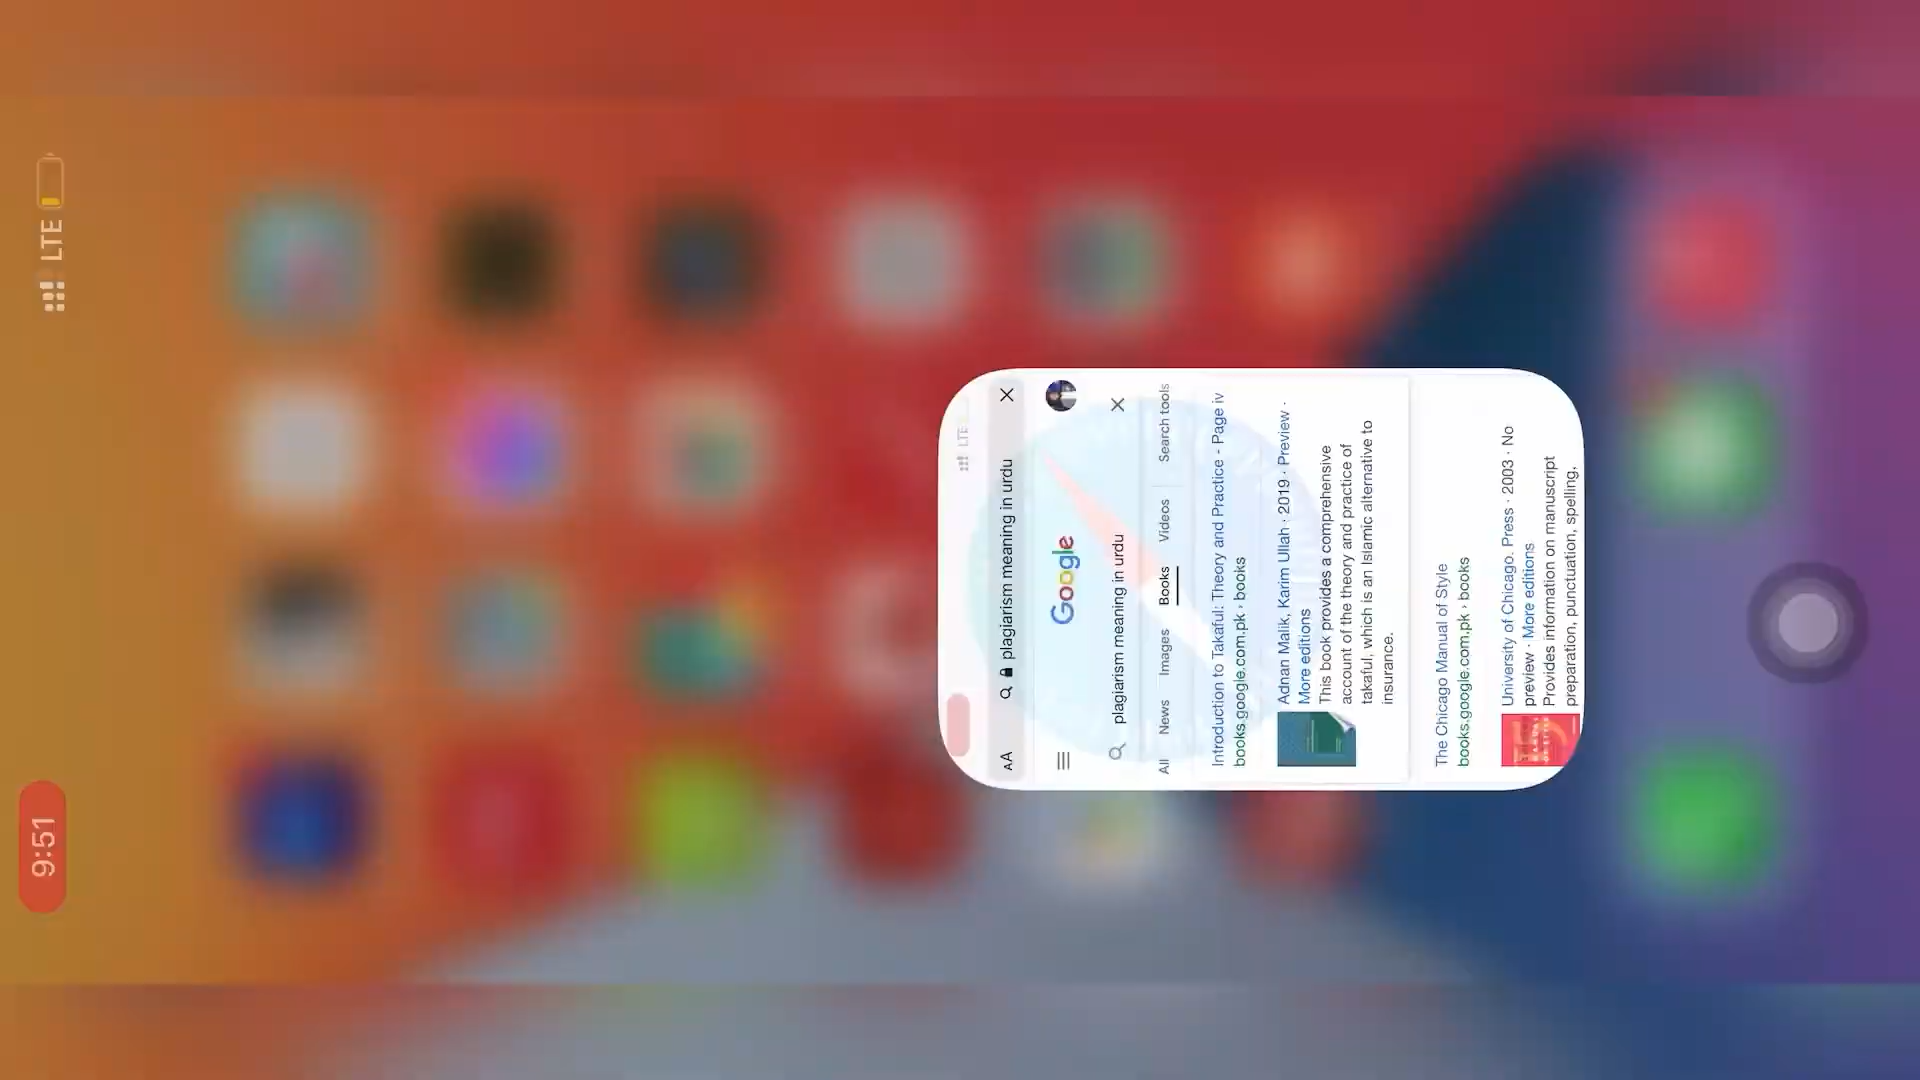 9:51
LTE
LTE
AA
plagiarism meaning in urdu
Google
plagiarism meaning in urdu
All News Images Books Videos Search tools
Introduction to Takaful: Theory and Practice - Page iv
books.google.com.pk › books
Adnan Malik, Karim Ullah · 2019 · Preview ·
More editions
This book provides a comprehensive
account of the theory and practice of
takaful, which is an Islamic alternative to
insurance.
The Chicago Manual of Style
books.google.com.pk › books
University of Chicago. Press · 2003 · No
preview · More editions
Provides information on manuscript
preparation, punctuation, spelling,